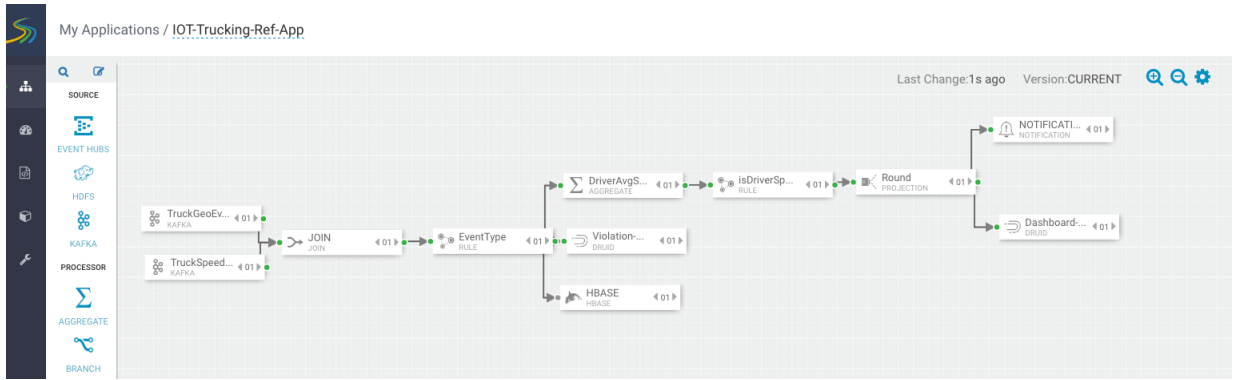 My Applications / IOT-Trucking-Ref-App
Last Change:1s ago Version:CURRENT
SOURCE
EVENT HUBS
HDFS
KAFKA
PROCESSOR
AGGREGATE
BRANCH
TruckGeoEv... 01
KAFKA
TruckSpeed... 01
KAFKA
JOIN 01
JOIN
EventType 01
RULE
DriverAvgS... 01
AGGREGATE
Violation-... 01
DRUID
HBASE 01
HBASE
isDriverSp... 01
RULE
Round 01
PROJECTION
NOTIFICATI... 01
NOTIFICATION
Dashboard-... 01
DRUID